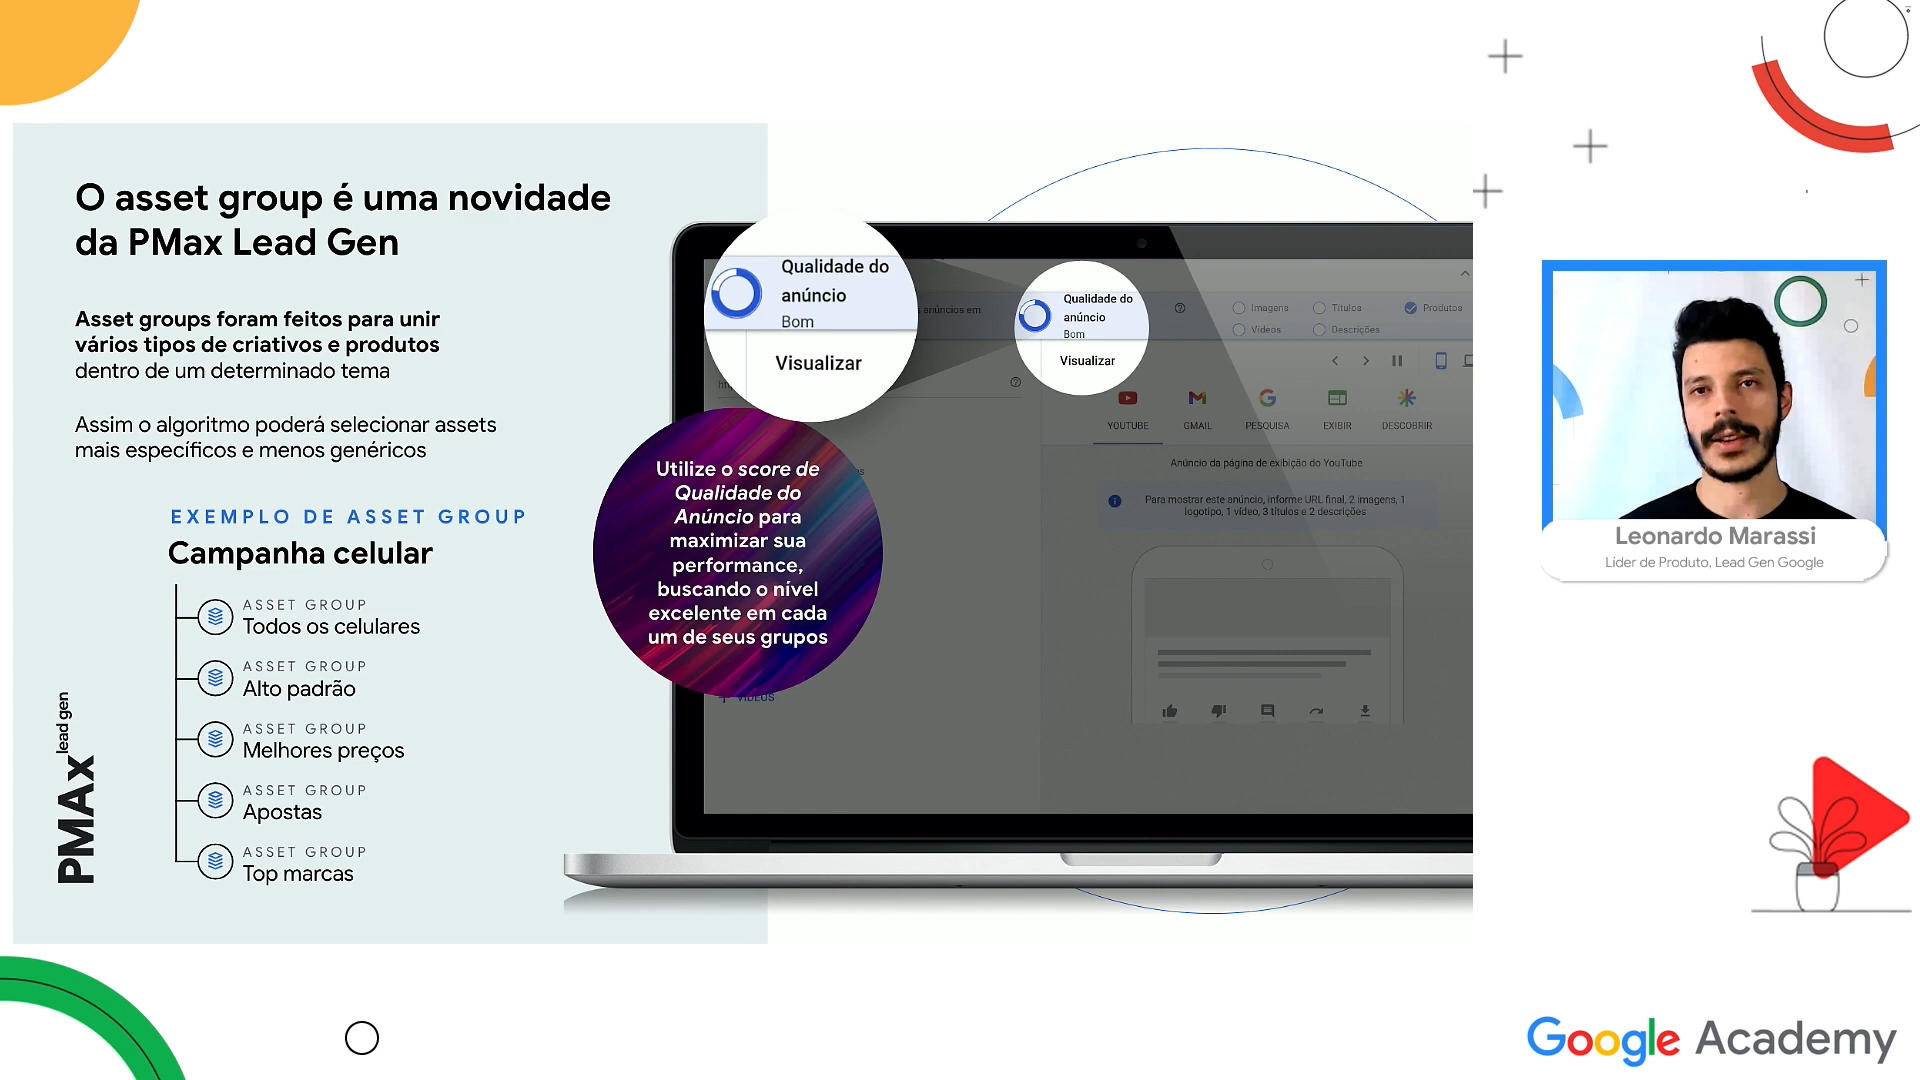 O asset group é uma novidade
da PMax Lead Gen
Asset groups foram feitos para unir
vários tipos de criativos e produtos
dentro de um determinado tema
Assim o algoritmo poderá selecionar assets
mais específicos e menos genéricos
EXEMPLO DE ASSET GROUP
Campanha celular
ASSET GROUP
Todos os celulares
ASSET GROUP
Alto padrão
ASSET GROUP
Melhores preços
ASSET GROUP
Apostas
ASSET GROUP
Top marcas
PMAx lead gen
Qualidade do
anúncio
Bom
Visualizar
Utilize o score de
Qualidade do
Anúncio para
maximizar sua
performance,
buscando o nível
excelente em cada
um de seus grupos
anúncios em
Qualidade do
anúncio
Bom
Visualizar
Imagens
Títulos
Produtos
Vídeos
Descrições
YOUTUBE
GMAIL
PESQUISA
EXIBIR
DESCOBRIR
Anúncio da página de exibição do YouTube
Para mostrar este anúncio, informe URL final, 2 imagens, 1
logotipo, 1 vídeo, 3 títulos e 2 descrições
VÍDEOS
Leonardo Marassi
Líder de Produto, Lead Gen Google
Google Academy